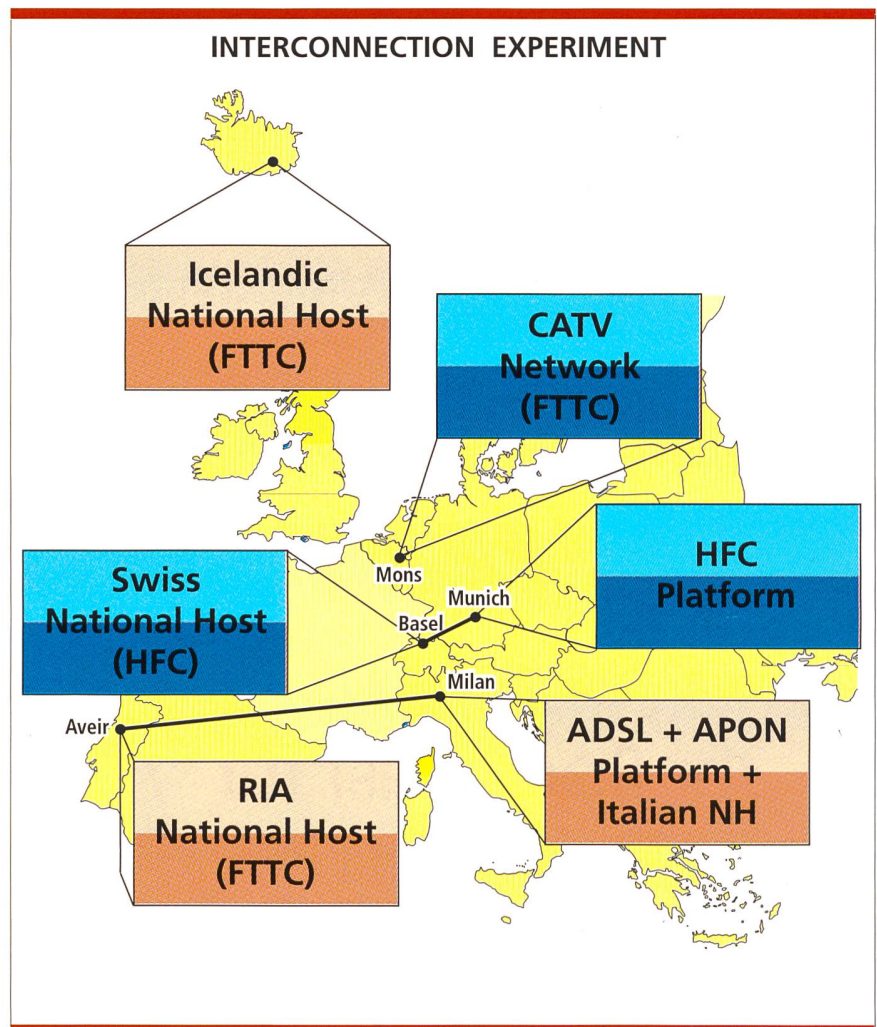 INTERCONNECTION EXPERIMENT
Icelandic
National Host
(FTTC)
CATV
Network
(FTTC)
HFC
Platform
Mons
Munich
Basel
Swiss
National Host
(HFC)
Milan
Aveir
ADSL + APON
Platform +
Italian NH
RIA
National Host
(FTTC)